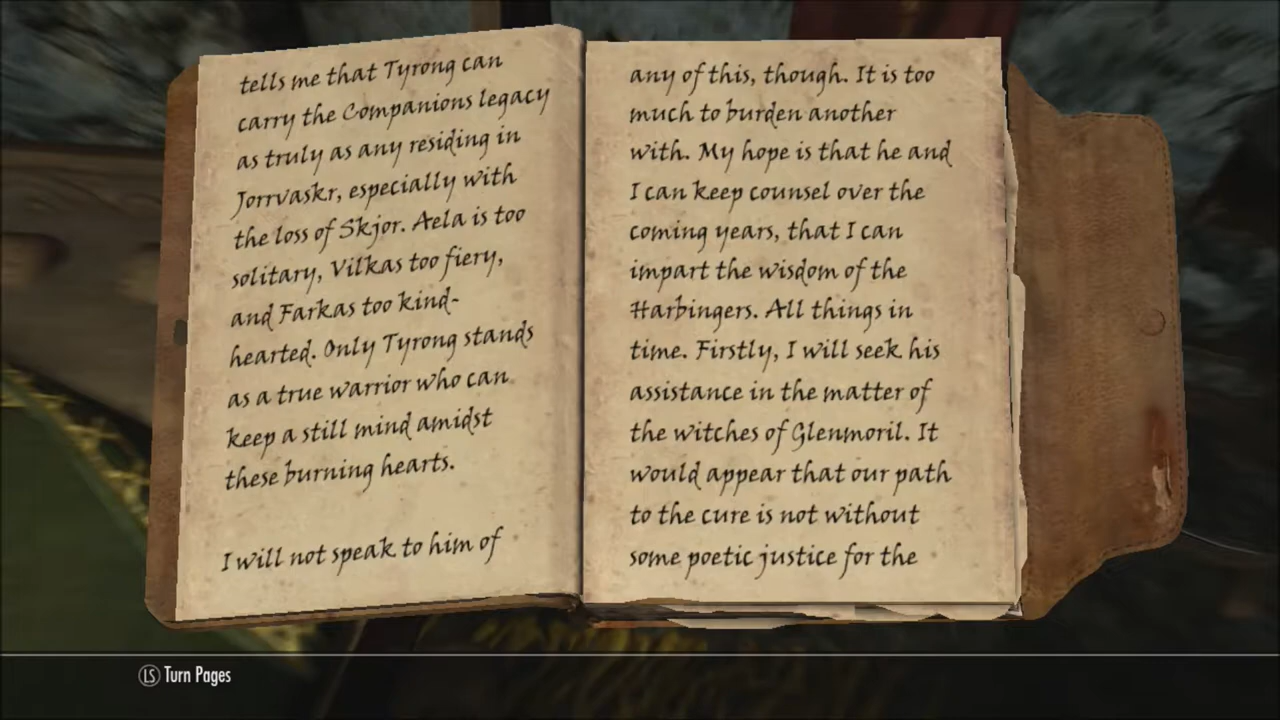 tells me that Tyrong can
carry the Companions legacy
as truly as any residing in
Jorrvaskr, especially with
the loss of Skjor. Aela is too
solitary, Vilkas too fiery,
and Farkas too kind-
hearted. Only Tyrong stands
as a true warrior who can
keep a still mind amidst
these burning hearts.
I will not speak to him of
any of this, though. It is too
much to burden another
with. My hope is that he and
I can keep counsel over the
coming years, that I can
impart the wisdom of the
Harbingers. All things in
time. Firstly, I will seek his
assistance in the matter of
the witches of Glenmoril. It
would appear that our path
to the cure is not without
some poetic justice for the
LS Turn Pages